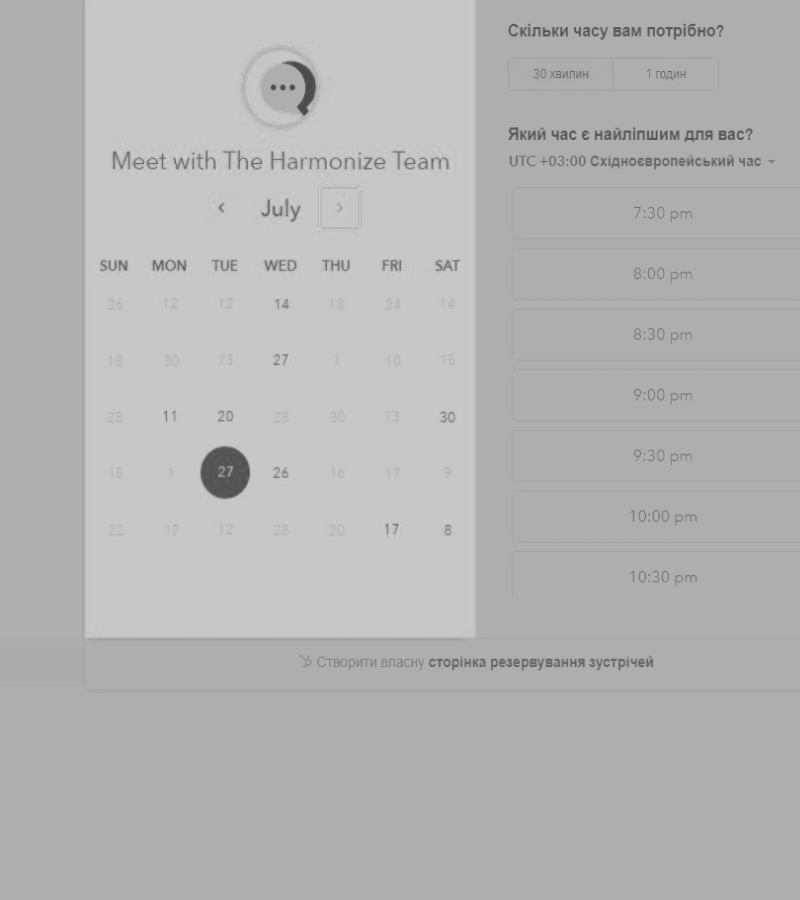 Meet with The Harmonize Team
July
SUN MON TUE WED THU FRI SAT
26 12 12 14 18 24 14
18 30 13 27 1 10 15
28 11 20 28 30 13 30
15 1 27 26 16 17 9
22 17 12 28 20 17 8
Скільки часу вам потрібно?
30 хвилин 1 годин
Який час є найліпшим для вас?
UTC +03:00 Східноєвропейський час
7:30 pm
8:00 pm
8:30 pm
9:00 pm
9:30 pm
10:00 pm
10:30 pm
Створити власну сторінка резервування зустрічей